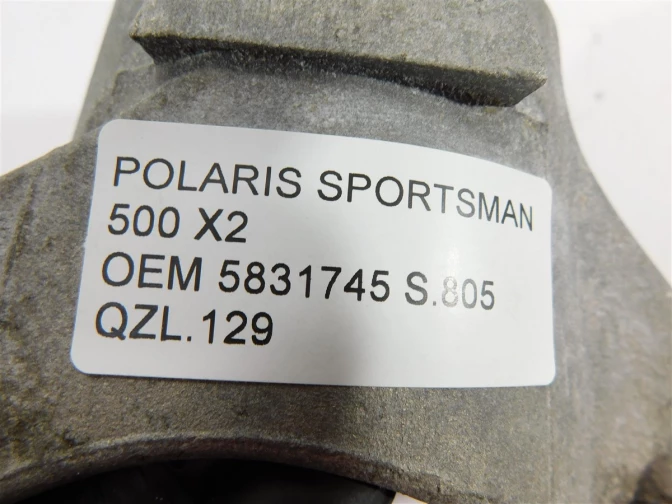 POLARIS SPORTSMAN
500 X2
OEM 5831745 S.805
QZL.129